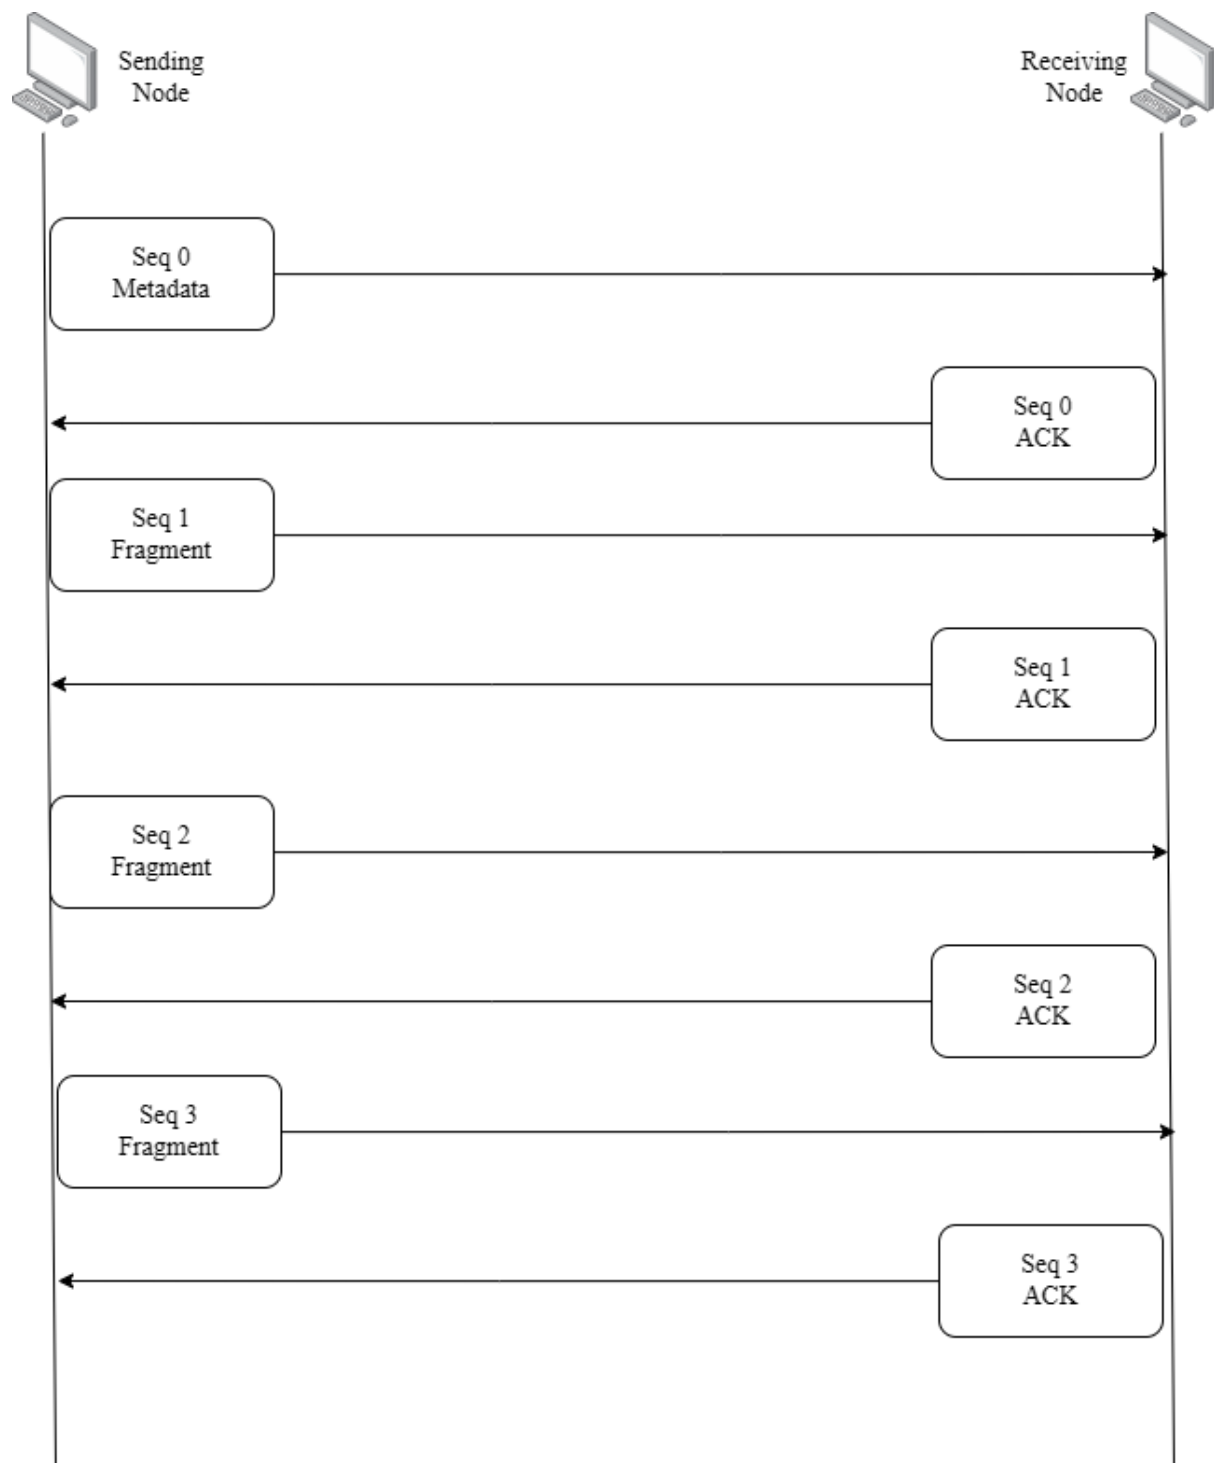 Sending
Node
Receiving
Node
Seq 0
Metadata
Seq 0
ACK
Seq 1
Fragment
Seq 1
ACK
Seq 2
Fragment
Seq 2
ACK
Seq 3
Fragment
Seq 3
ACK